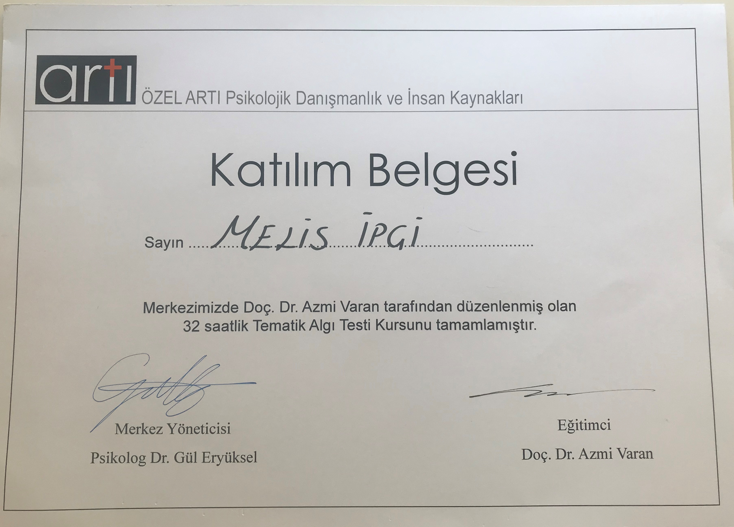 artı
ÖZEL ARTI Psikolojik Danışmanlık ve İnsan Kaynakları
Katılım Belgesi
Sayın ..... MELİS İPGİ .....
Merkezimizde Doç. Dr. Azmi Varan tarafından düzenlenmiş olan
32 saatlik Tematik Algı Testi Kursunu tamamlamıştır.
Merkez Yöneticisi
Psikolog Dr. Gül Eryüksel
Eğitimci
Doç. Dr. Azmi Varan